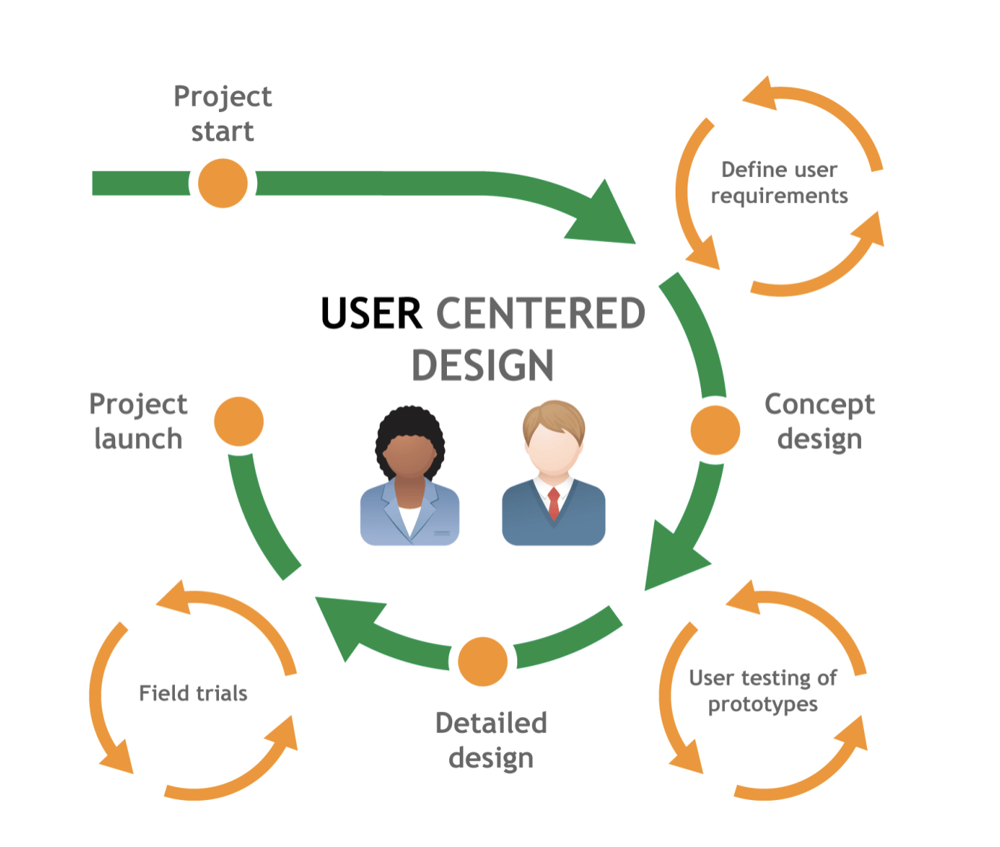 Project
start
Define user
requirements
USER CENTERED
DESIGN
Project
launch
Concept
design
Field trials
User testing of
prototypes
Detailed
design